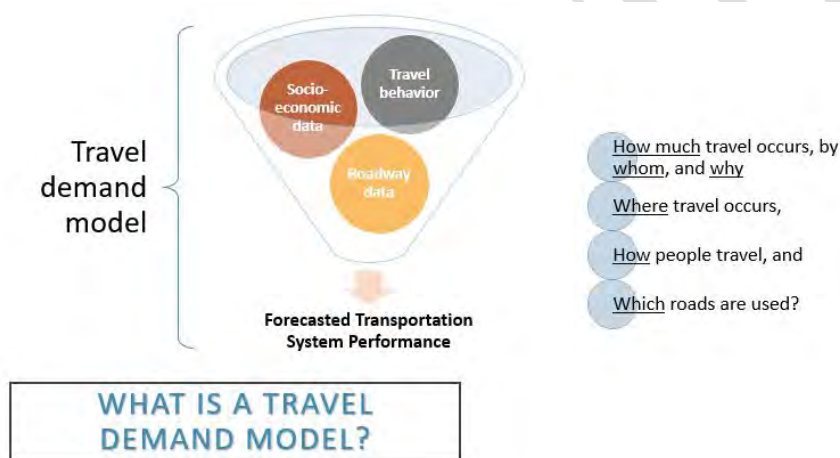 Travel
demand
model
Socio-
economic
data
Travel
behavior
Roadway
data
Forecasted Transportation
System Performance
How much travel occurs, by
whom, and why
Where travel occurs,
How people travel, and
Which roads are used?
WHAT IS A TRAVEL
DEMAND MODEL?